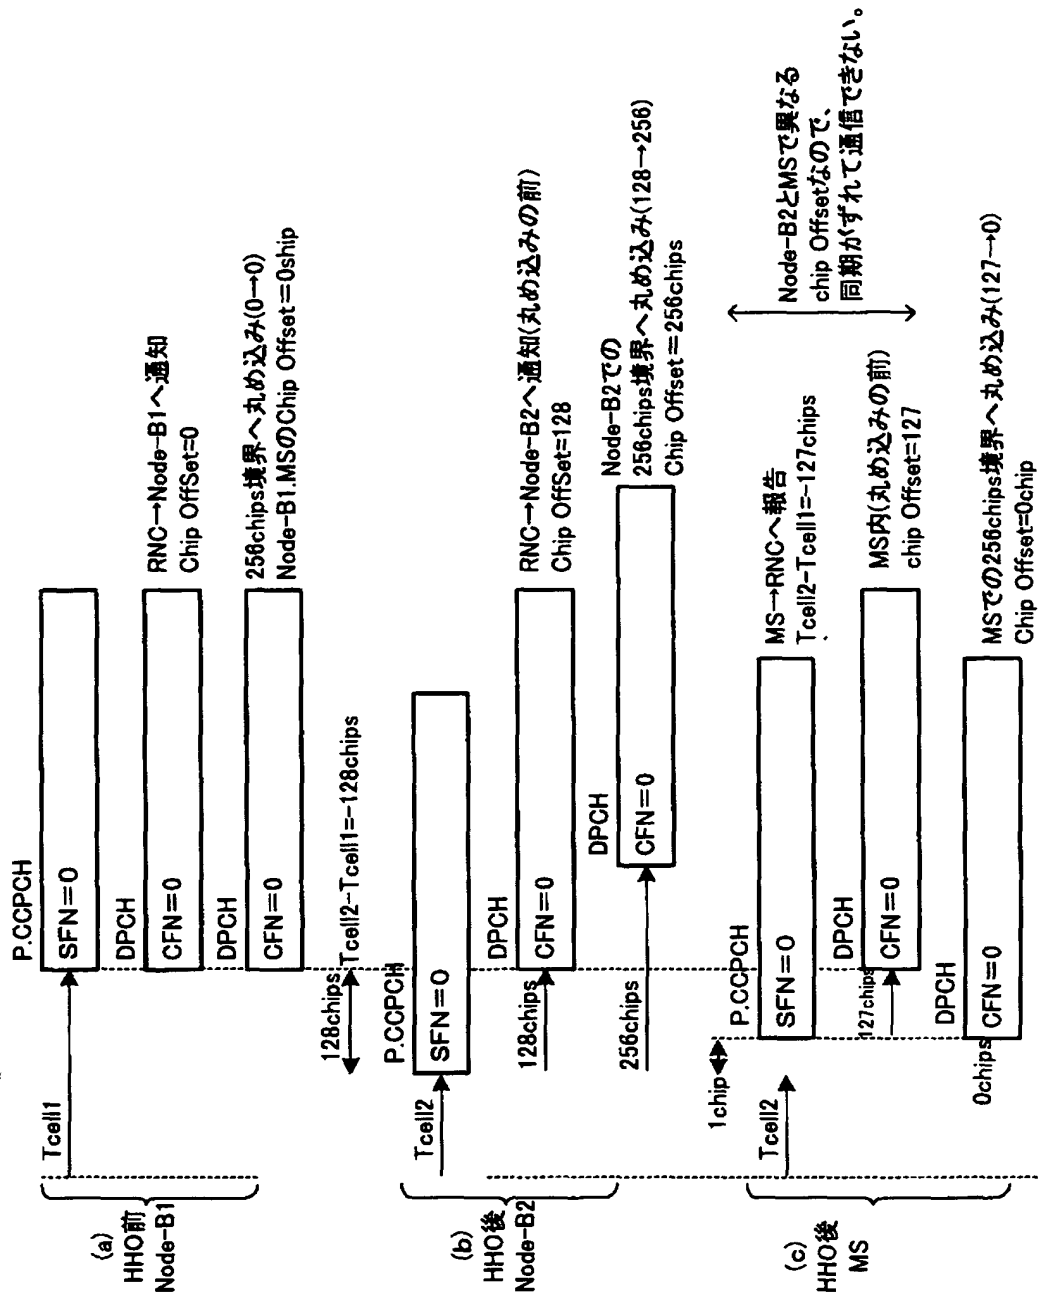 (a)
HHO前
Node-B1
Tcell1
P.CCPCH
SFN=0
DPCH
CFN=0
RNC→Node-B1へ通知
Chip OffSet=0
DPCH
CFN=0
256chips境界へ丸め込み(0→0)
Node-B1.MSのChip Offset=0ship
128chips
Tcell2-Tcell1=-128chips
(b)
HHO後
Node-B2
Tcell2
P.CCPCH
SFN=0
128chips
DPCH
CFN=0
RNC→Node-B2へ通知(丸め込みの前)
Chip OffSet=128
256chips
DPCH
CFN=0
Node-B2での
256chips境界へ丸め込み(128→256)
Chip Offset=256chips
(c)
HHO後
MS
1chip
Tcell2
P.CCPCH
SFN=0
MS→RNCへ報告
Tcell2-Tcell1=-127chips
127chips
DPCH
CFN=0
MS内(丸め込みの前)
chip Offset=127
0chips
DPCH
CFN=0
MSでの256chips境界へ丸め込み(127→0)
Chip Offset=0chip
Node-B2とMSで異なる
chip Offsetなので、
同期がずれて通信できない。